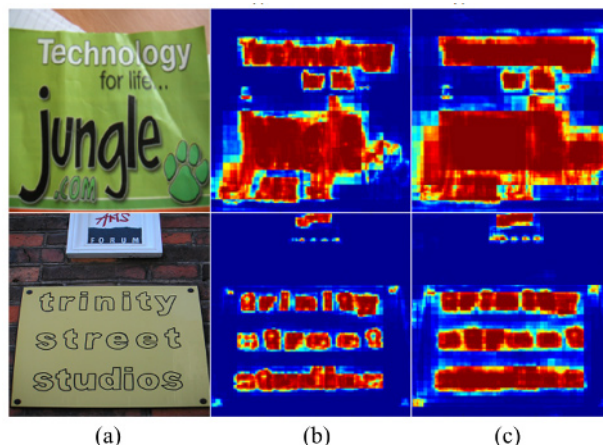 Technology
for life...
jungle
.com
AMS
FORUM
trinity
street
studios
(a)
(b)
(c)